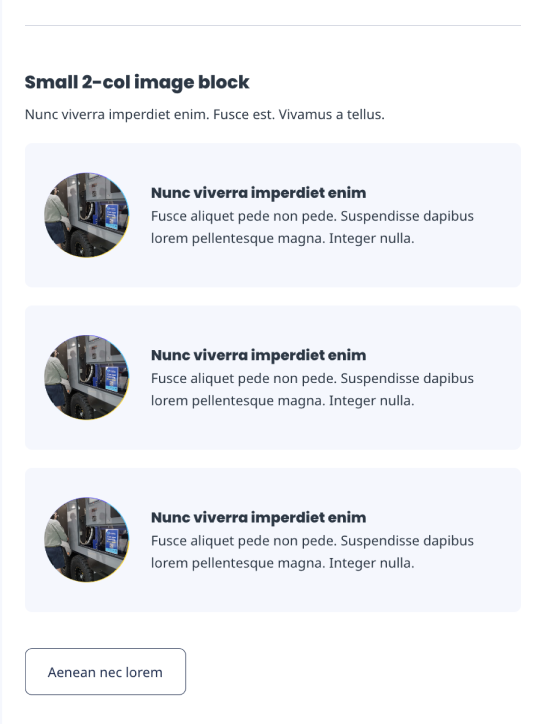 Small 2-col image block
Nunc viverra imperdiet enim. Fusce est. Vivamus a tellus.
Nunc viverra imperdiet enim
Fusce aliquet pede non pede. Suspendisse dapibus
lorem pellentesque magna. Integer nulla.
Nunc viverra imperdiet enim
Fusce aliquet pede non pede. Suspendisse dapibus
lorem pellentesque magna. Integer nulla.
Nunc viverra imperdiet enim
Fusce aliquet pede non pede. Suspendisse dapibus
lorem pellentesque magna. Integer nulla.
Aenean nec lorem